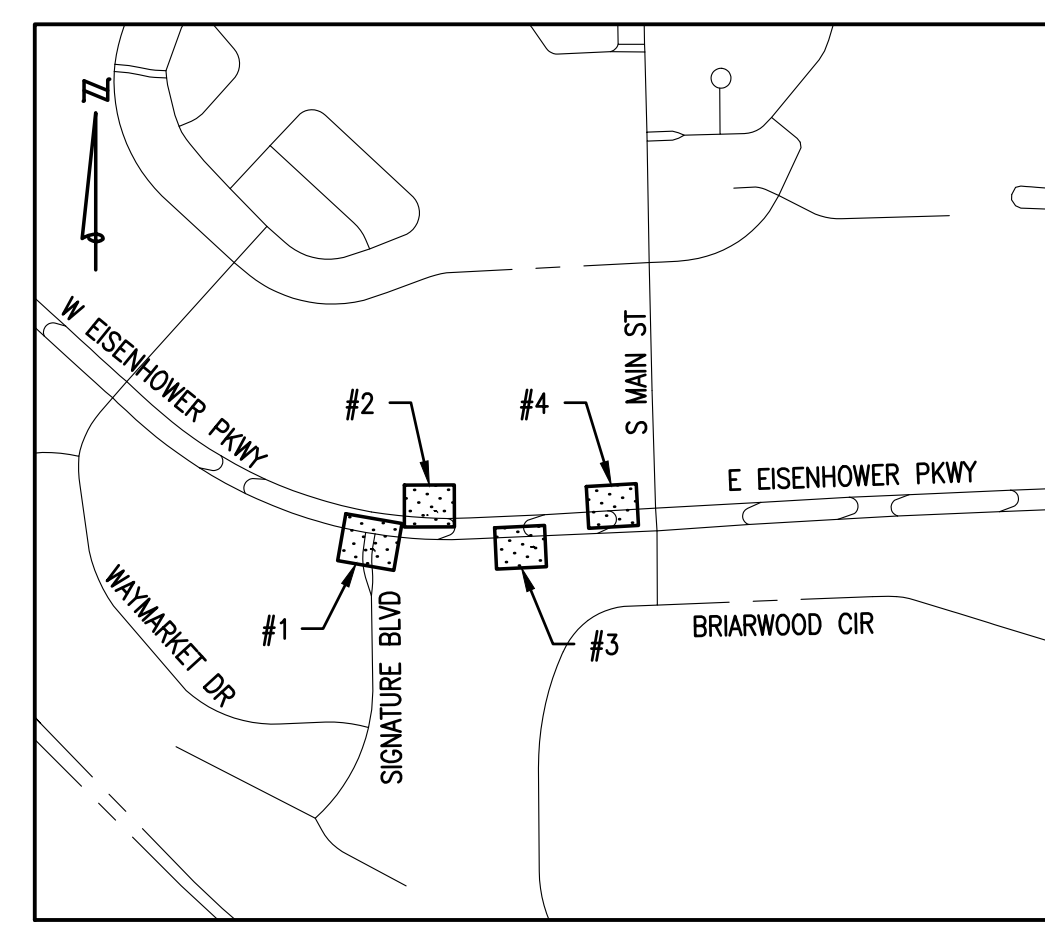 N
W EISENHOWER PKWY
#2
#4
S MAIN ST
E EISENHOWER PKWY
#1
#3
WAYMARKET DR
SIGNATURE BLVD
BRIARWOOD CIR